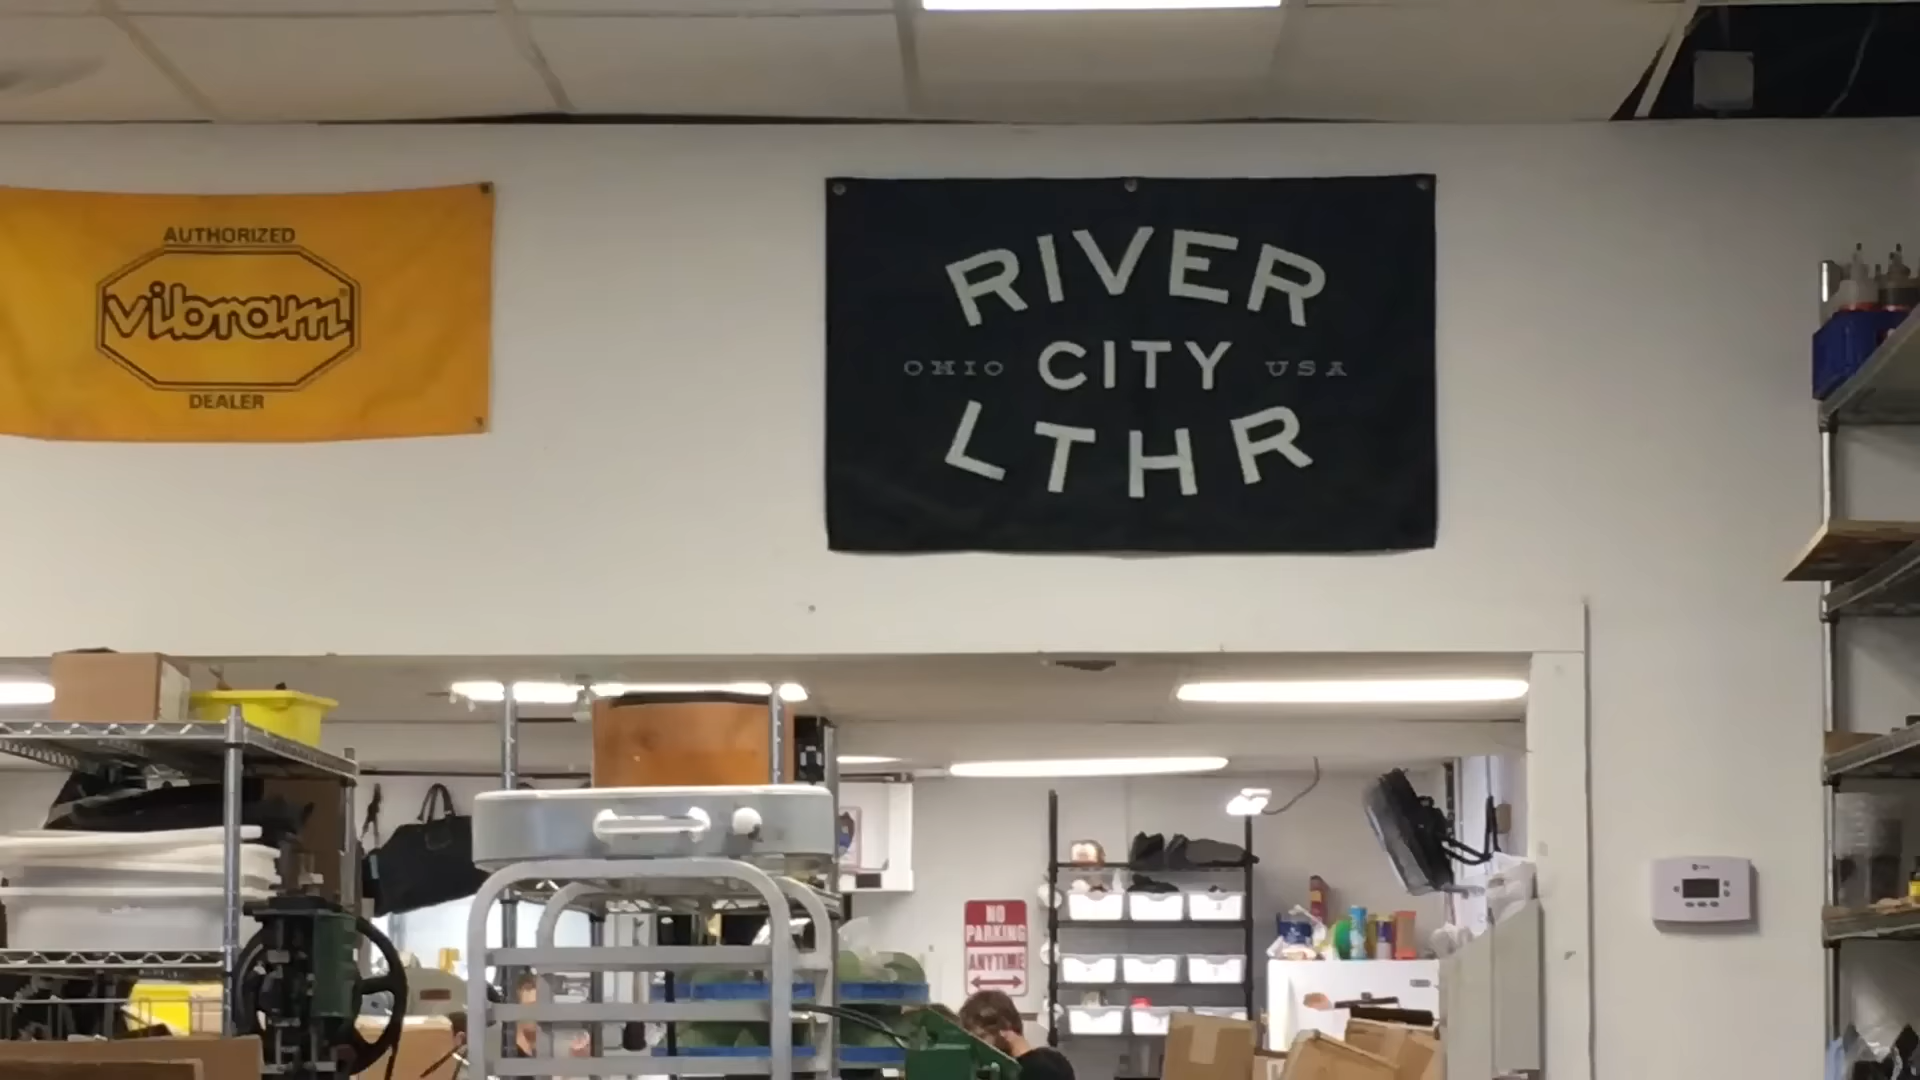 AUTHORIZED
vibram
DEALER
RIVER
OHIO CITY USA
LTHR
NO
PARKING
ANYTIME